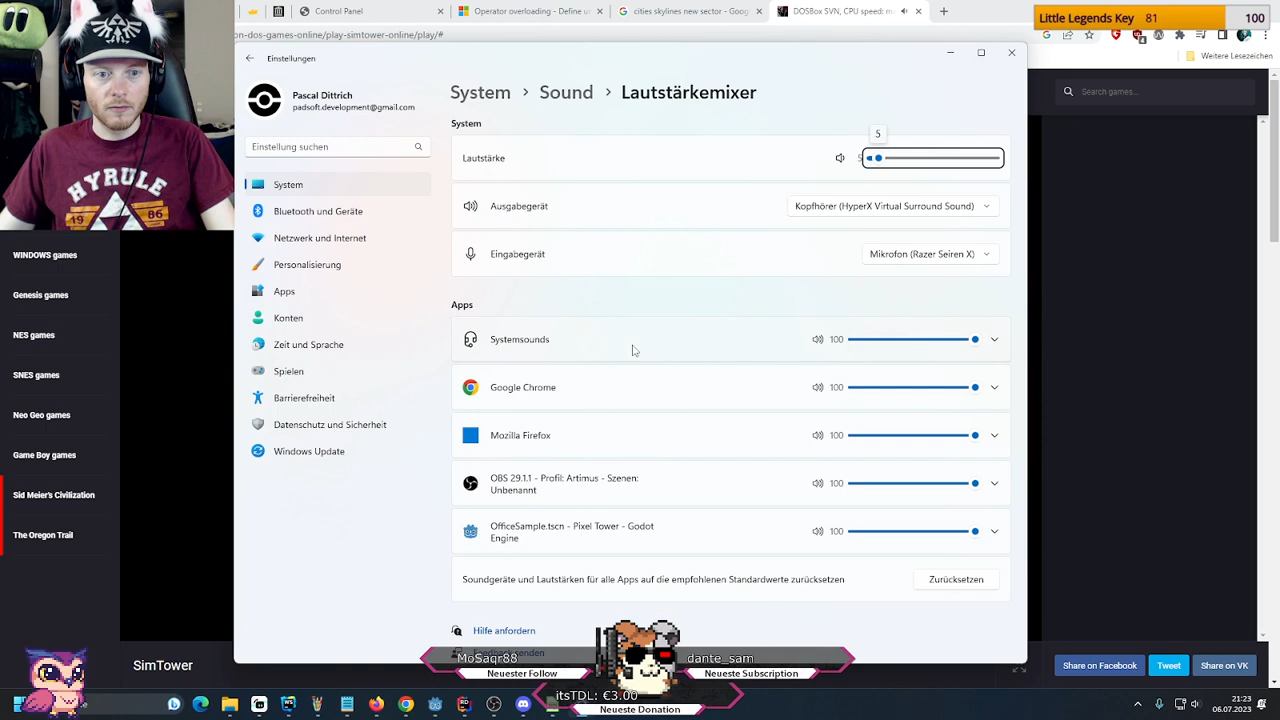 Control Panel
Operator overloading - Define u
cities skylines new sector - Goog
DOSBox SVN, CPU speed: m
Little Legends Key 81 100
on-dos-games-online/play-simtower-online/play/#
Weitere Lesezeichen
Einstellungen
Pascal Dittrich
padsoft.development@gmail.com
Einstellung suchen
System
Bluetooth und Geräte
Netzwerk und Internet
Personalisierung
Apps
Konten
Zeit und Sprache
Spielen
Barrierefreiheit
Datenschutz und Sicherheit
Windows Update
System > Sound > Lautstärkemixer
System
5
Lautstärke
5
Ausgabegerät
Kopfhörer (HyperX Virtual Surround Sound)
Eingabegerät
Mikrofon (Razer Seiren X)
Apps
Systemsounds 100
Google Chrome 100
Mozilla Firefox 100
OBS 29.1.1 - Profil: Artimus - Szenen:
Unbenannt
100
OfficeSample.tscn - Pixel Tower - Godot
Engine
100
Soundgeräte und Lautstärken für alle Apps auf die empfohlenen Standardwerte zurücksetzen
Zurücksetzen
Hilfe anfordern
Feedback senden
Search games...
HYRULE
19 86
WINDOWS games
Genesis games
NES games
SNES games
Neo Geo games
Game Boy games
Sid Meier's Civilization
The Oregon Trail
SimTower
Share on Facebook
Tweet
Share on VK
MoSaqr88
Neuester Follow
dante_sam
Neueste Subscription
itsTDL: €3.00
Neueste Donation
21:23
06.07.2023